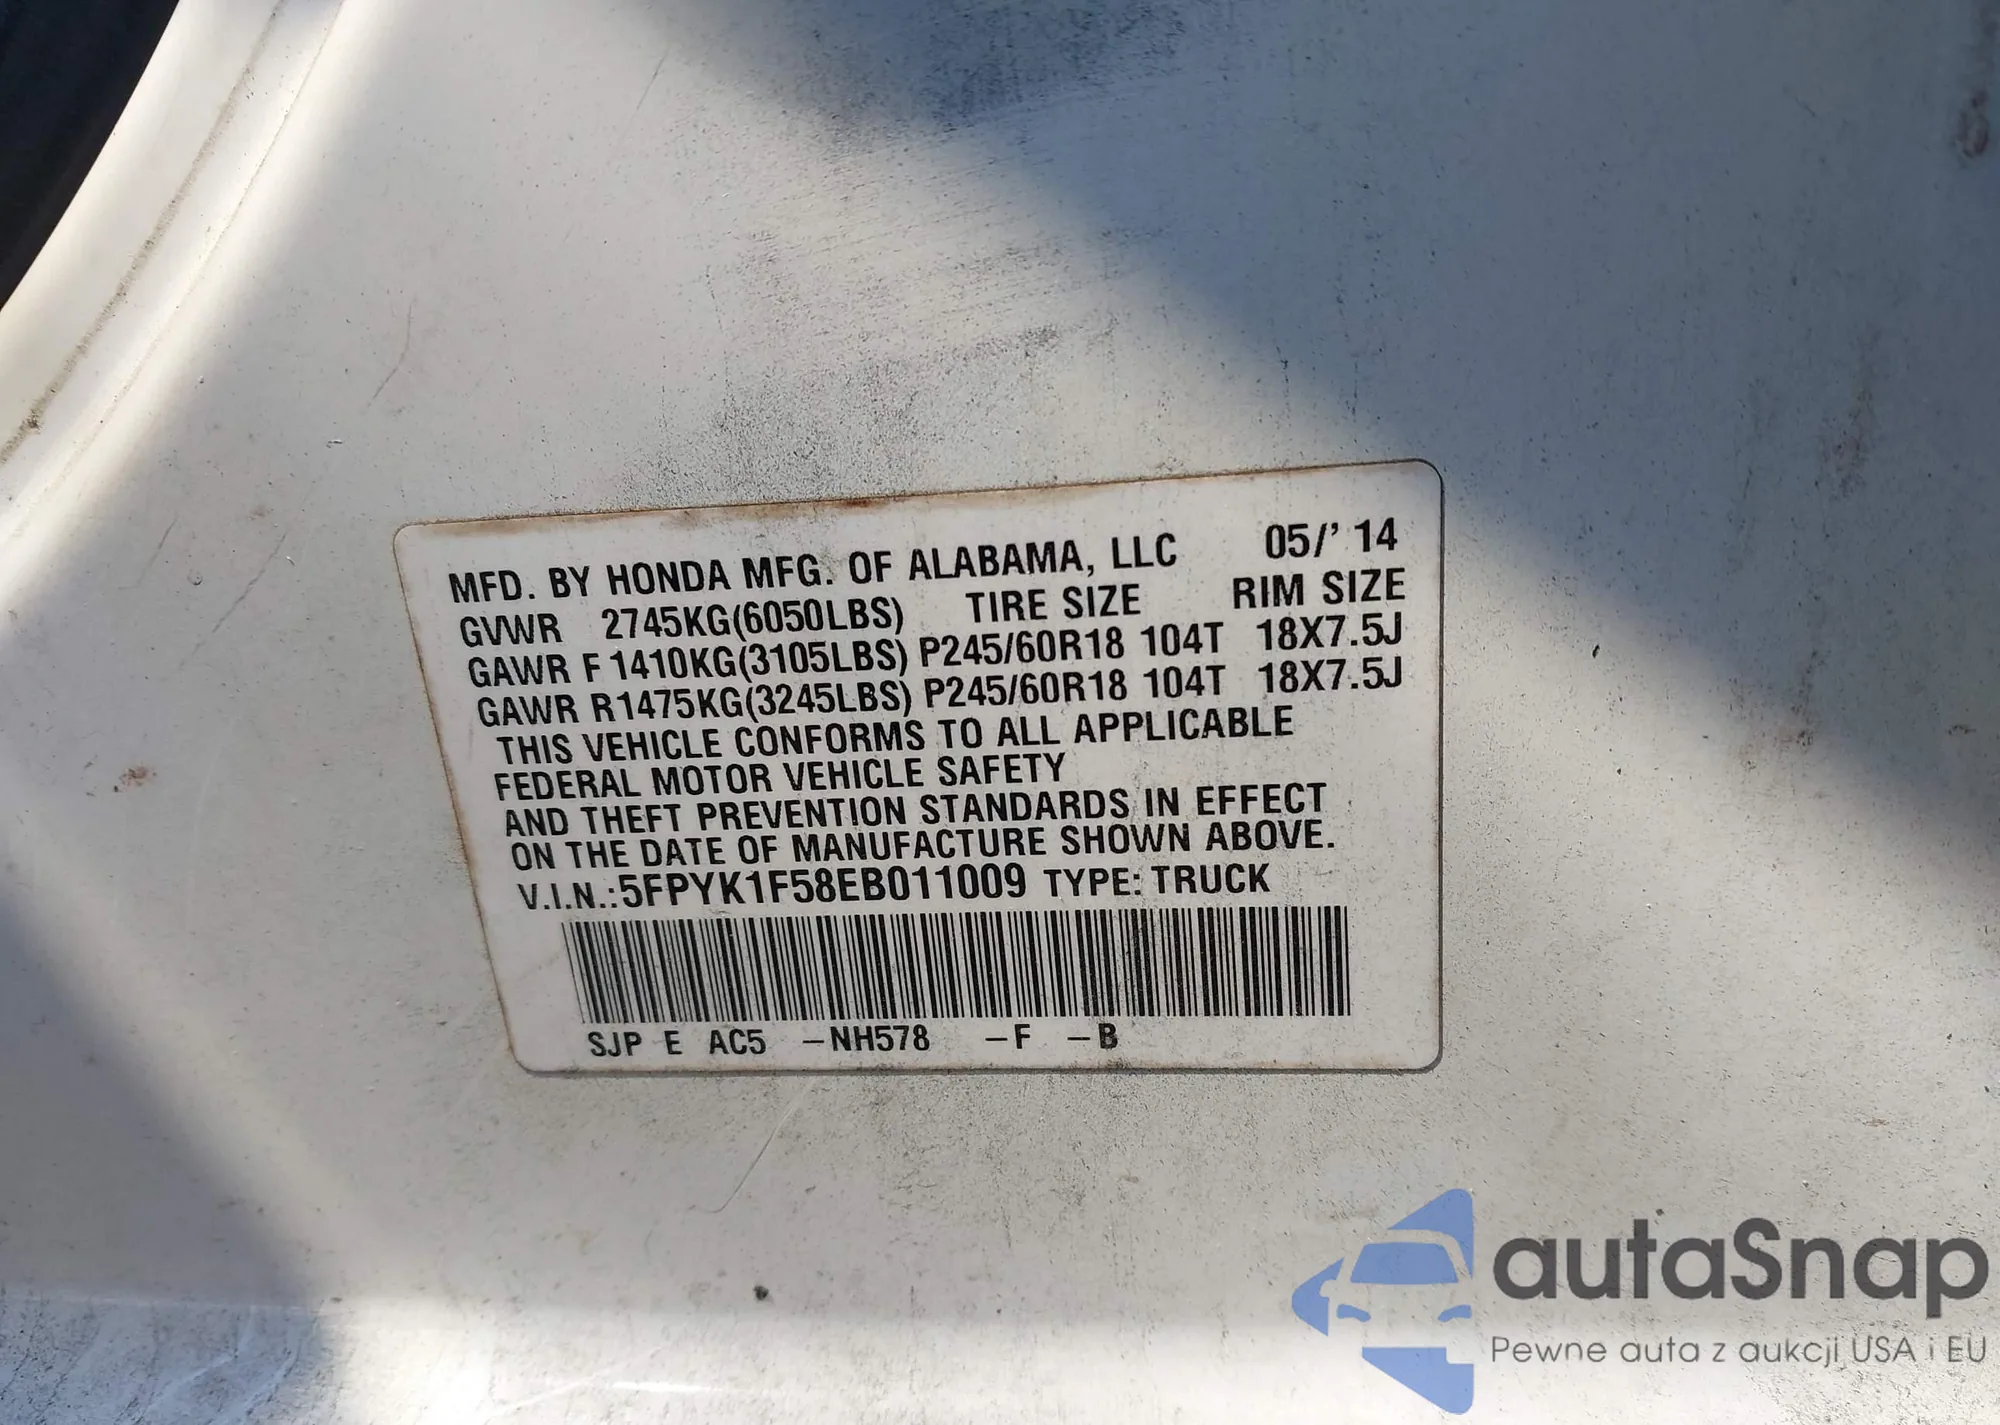 MFD. BY HONDA MFG. OF ALABAMA, LLC 05/' 14
GVWR 2745KG(6050LBS) TIRE SIZE RIM SIZE
GAWR F 1410KG(3105LBS) P245/60R18 104T 18X7.5J
GAWR R1475KG(3245LBS) P245/60R18 104T 18X7.5J
THIS VEHICLE CONFORMS TO ALL APPLICABLE
FEDERAL MOTOR VEHICLE SAFETY
AND THEFT PREVENTION STANDARDS IN EFFECT
ON THE DATE OF MANUFACTURE SHOWN ABOVE.
V.I.N.:5FPYK1F58EB011009 TYPE: TRUCK
SJP E AC5 –NH578 –F –B
autaSnap
Pewne auta z aukcji USA i EU